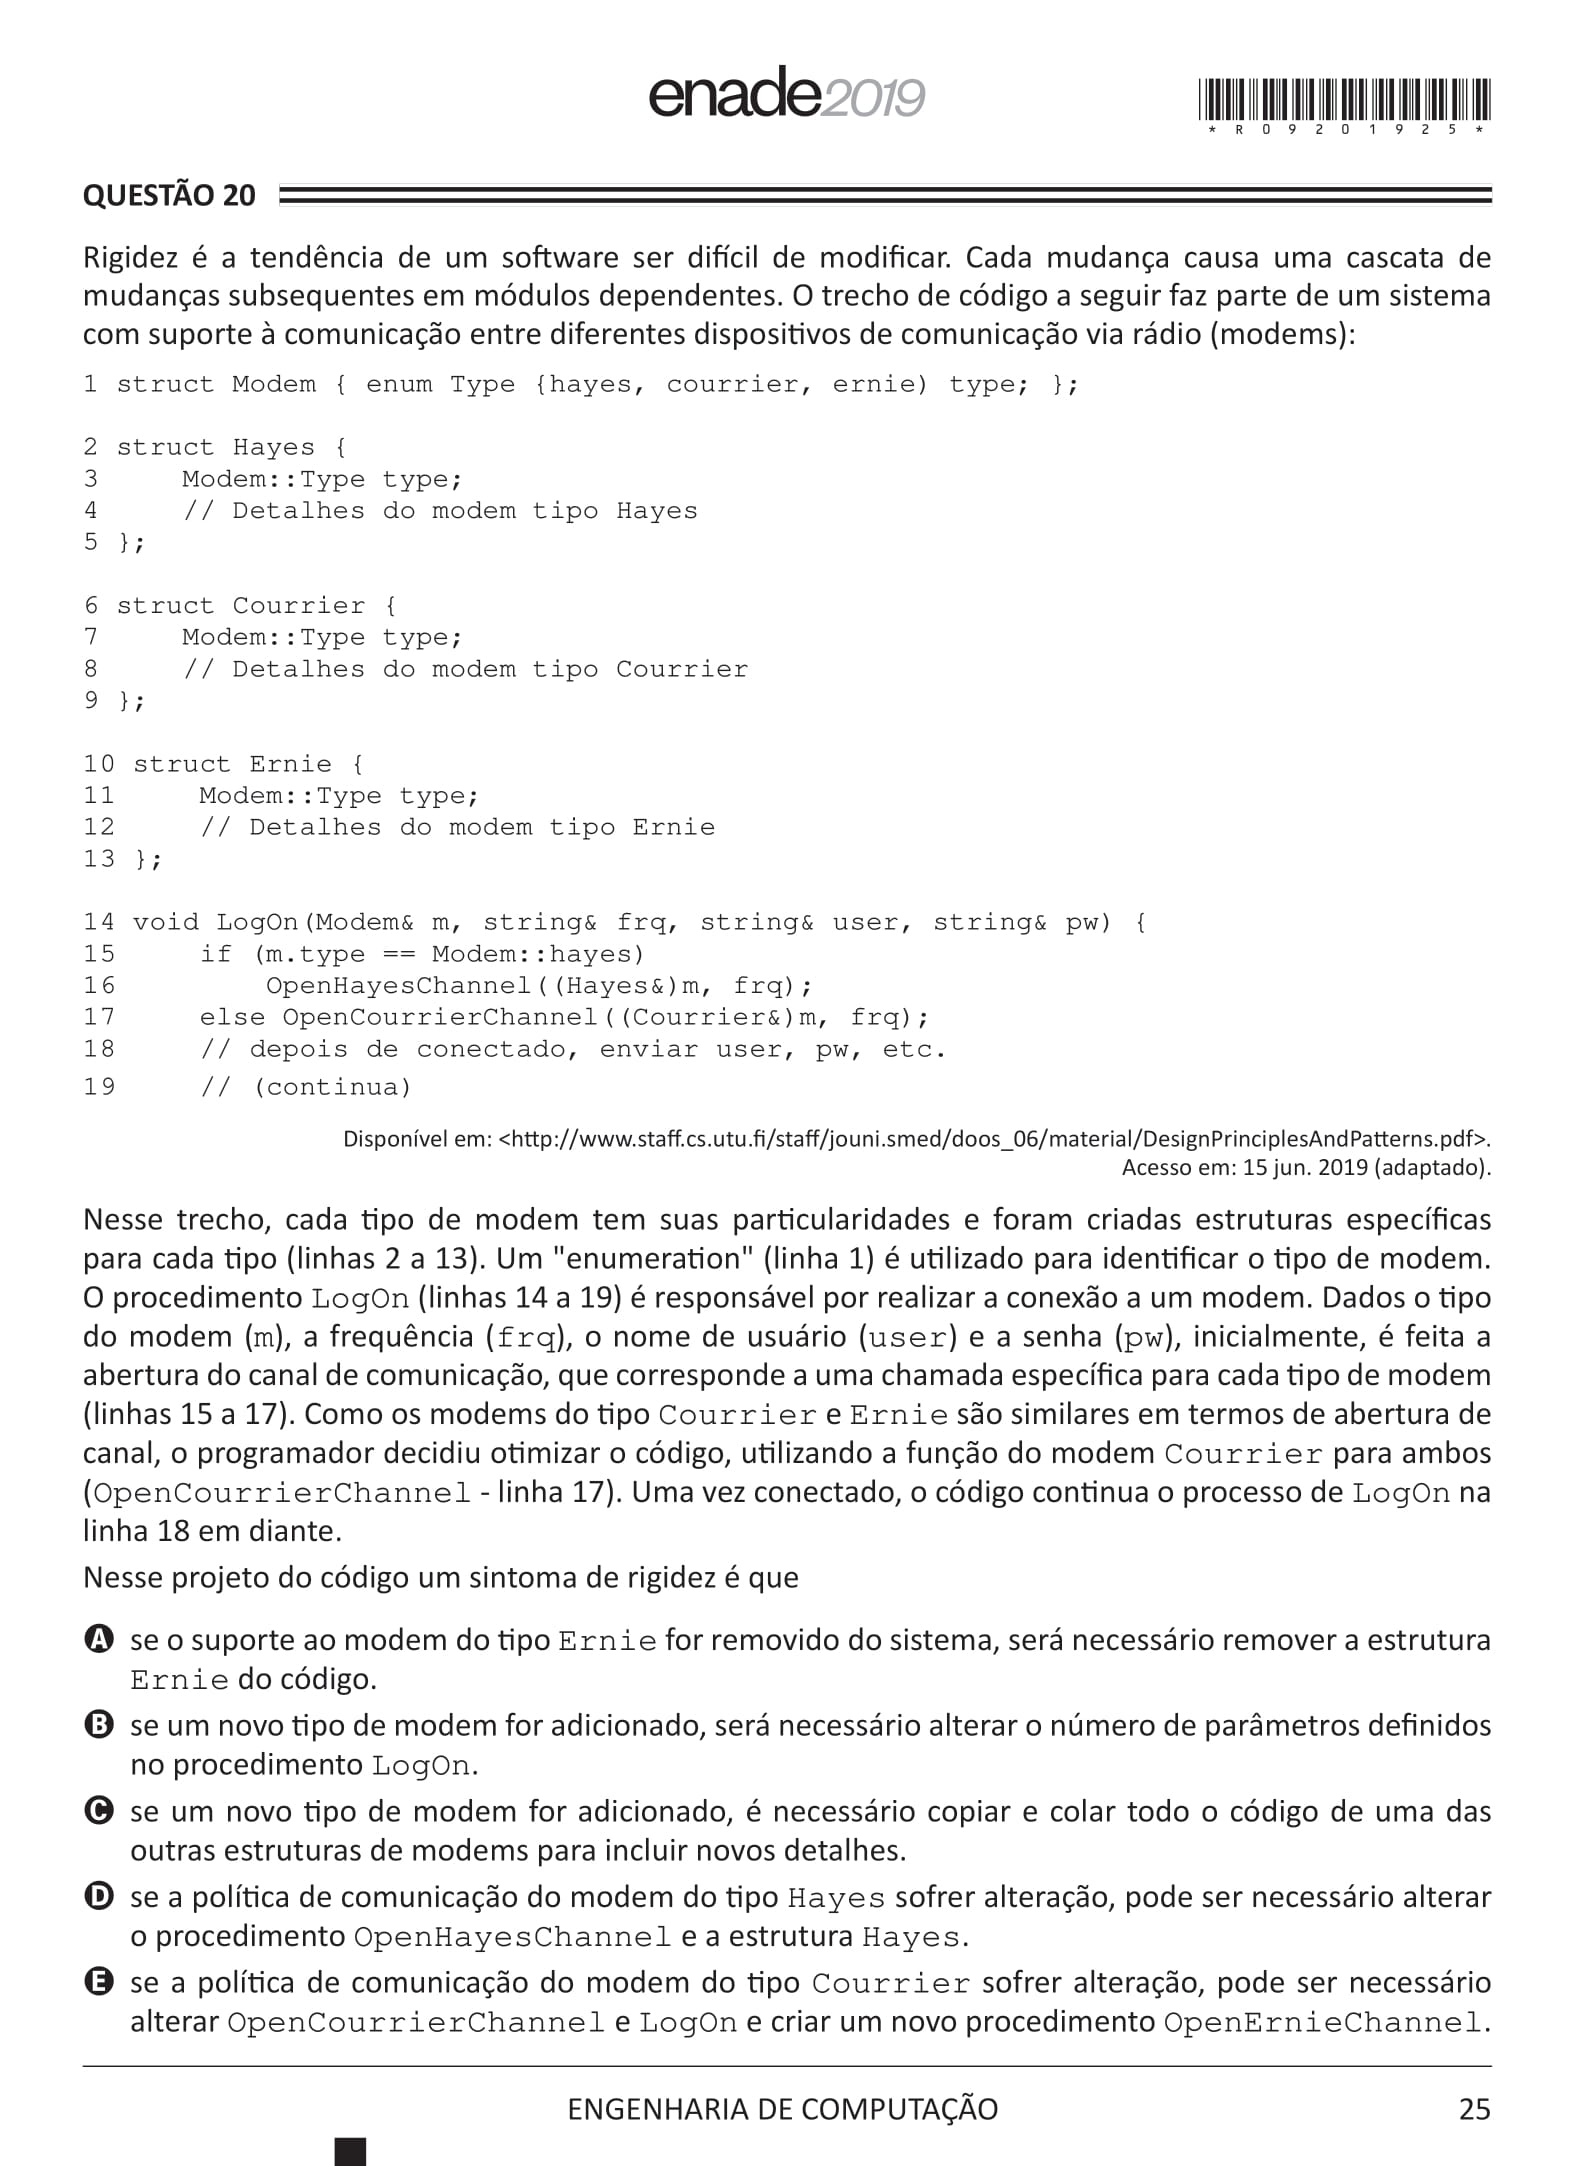 enade2019
*R09201925*
QUESTÃO 20
Rigidez é a tendência de um software ser difícil de modificar. Cada mudança causa uma cascata de
mudanças subsequentes em módulos dependentes. O trecho de código a seguir faz parte de um sistema
com suporte à comunicação entre diferentes dispositivos de comunicação via rádio (modems):
1 struct Modem { enum Type {hayes, courrier, ernie) type; };
2 struct Hayes {
3     Modem::Type type;
4     // Detalhes do modem tipo Hayes
5 };
6 struct Courrier {
7     Modem::Type type;
8     // Detalhes do modem tipo Courrier
9 };
10 struct Ernie {
11     Modem::Type type;
12     // Detalhes do modem tipo Ernie
13 };
14 void LogOn(Modem& m, string& frq, string& user, string& pw) {
15     if (m.type == Modem::hayes)
16         OpenHayesChannel((Hayes&)m, frq);
17     else OpenCourrierChannel((Courrier&)m, frq);
18     // depois de conectado, enviar user, pw, etc.
19     // (continua)
Disponível em: <http://www.staff.cs.utu.fi/staff/jouni.smed/doos_06/material/DesignPrinciplesAndPatterns.pdf>.
Acesso em: 15 jun. 2019 (adaptado).
Nesse trecho, cada tipo de modem tem suas particularidades e foram criadas estruturas específicas
para cada tipo (linhas 2 a 13). Um "enumeration" (linha 1) é utilizado para identificar o tipo de modem.
O procedimento LogOn (linhas 14 a 19) é responsável por realizar a conexão a um modem. Dados o tipo
do modem (m), a frequência (frq), o nome de usuário (user) e a senha (pw), inicialmente, é feita a
abertura do canal de comunicação, que corresponde a uma chamada específica para cada tipo de modem
(linhas 15 a 17). Como os modems do tipo Courrier e Ernie são similares em termos de abertura de
canal, o programador decidiu otimizar o código, utilizando a função do modem Courrier para ambos
(OpenCourrierChannel - linha 17). Uma vez conectado, o código continua o processo de LogOn na
linha 18 em diante.
Nesse projeto do código um sintoma de rigidez é que
A se o suporte ao modem do tipo Ernie for removido do sistema, será necessário remover a estrutura
Ernie do código.
B se um novo tipo de modem for adicionado, será necessário alterar o número de parâmetros definidos
no procedimento LogOn.
C se um novo tipo de modem for adicionado, é necessário copiar e colar todo o código de uma das
outras estruturas de modems para incluir novos detalhes.
D se a política de comunicação do modem do tipo Hayes sofrer alteração, pode ser necessário alterar
o procedimento OpenHayesChannel e a estrutura Hayes.
E se a política de comunicação do modem do tipo Courrier sofrer alteração, pode ser necessário
alterar OpenCourrierChannel e LogOn e criar um novo procedimento OpenErnieChannel.
ENGENHARIA DE COMPUTAÇÃO
25